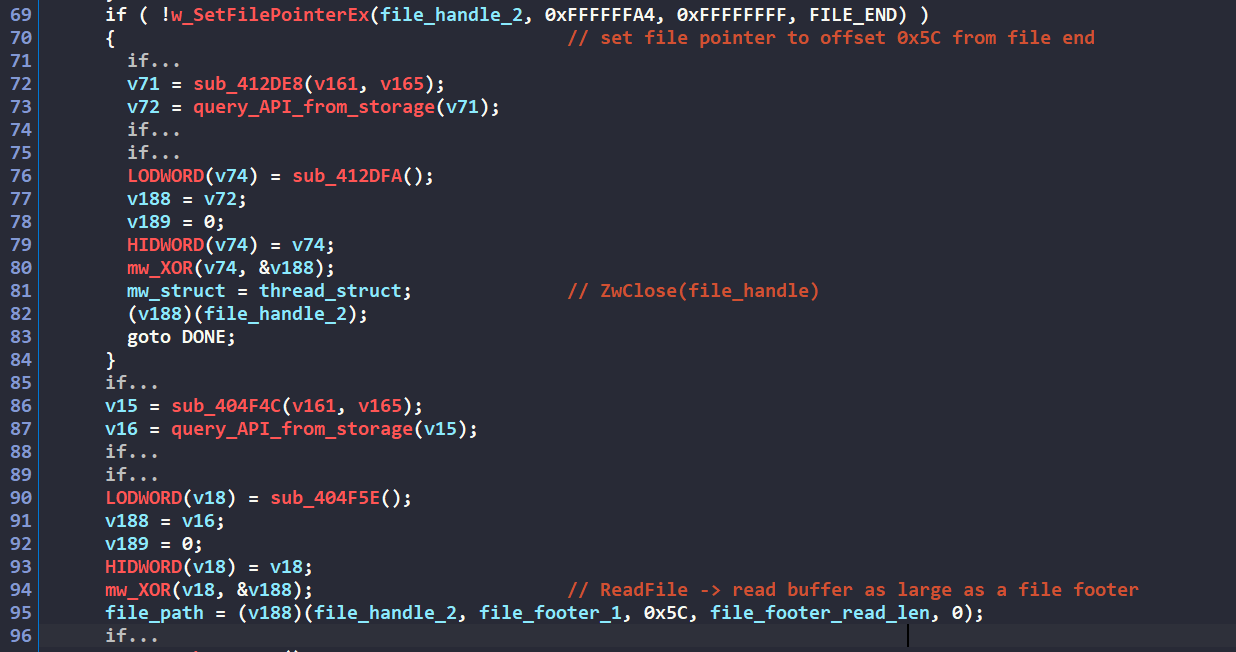 69 if ( !w_SetFilePointerEx(file_handle_2, 0xFFFFFFA4, 0xFFFFFFFF, FILE_END) )
70 { // set file pointer to offset 0x5C from file end
71 if...
72 v71 = sub_412DE8(v161, v165);
73 v72 = query_API_from_storage(v71);
74 if...
75 if...
76 LODWORD(v74) = sub_412DFA();
77 v188 = v72;
78 v189 = 0;
79 HIDWORD(v74) = v74;
80 mw_XOR(v74, &v188);
81 mw_struct = thread_struct; // ZwClose(file_handle)
82 (v188)(file_handle_2);
83 goto DONE;
84 }
85 if...
86 v15 = sub_404F4C(v161, v165);
87 v16 = query_API_from_storage(v15);
88 if...
89 if...
90 LODWORD(v18) = sub_404F5E();
91 v188 = v16;
92 v189 = 0;
93 HIDWORD(v18) = v18;
94 mw_XOR(v18, &v188); // ReadFile -> read buffer as large as a file footer
95 file_path = (v188)(file_handle_2, file_footer_1, 0x5C, file_footer_read_len, 0);
96 if...